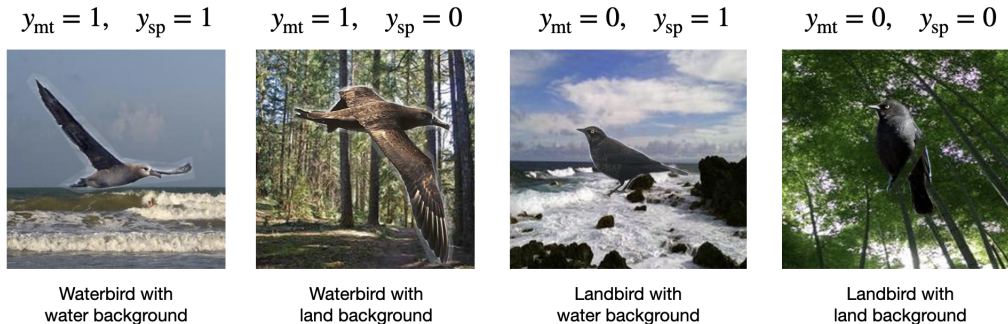 y_mt = 1, y_sp = 1
y_mt = 1, y_sp = 0
y_mt = 0, y_sp = 1
y_mt = 0, y_sp = 0
Waterbird with
water background
Waterbird with
land background
Landbird with
water background
Landbird with
land background